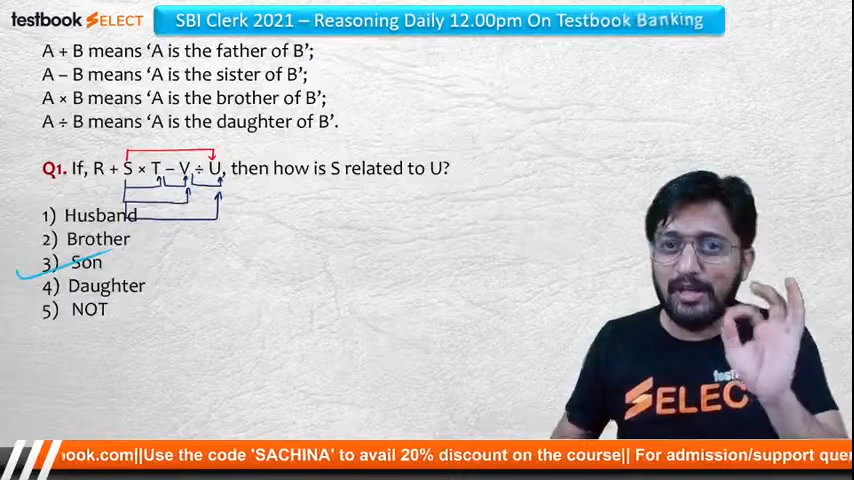 testbook SELECT
SBI Clerk 2021 – Reasoning Daily 12.00pm On Testbook Banking
A + B means ‘A is the father of B’;
A – B means ‘A is the sister of B’;
A × B means ‘A is the brother of B’;
A ÷ B means ‘A is the daughter of B’.
Q1. If, R + S × T – V ÷ U, then how is S related to U?
1) Husband
2) Brother
3) Son
4) Daughter
5) NOT
SELECT
book.com||Use the code 'SACHINA' to avail 20% discount on the course|| For admission/support